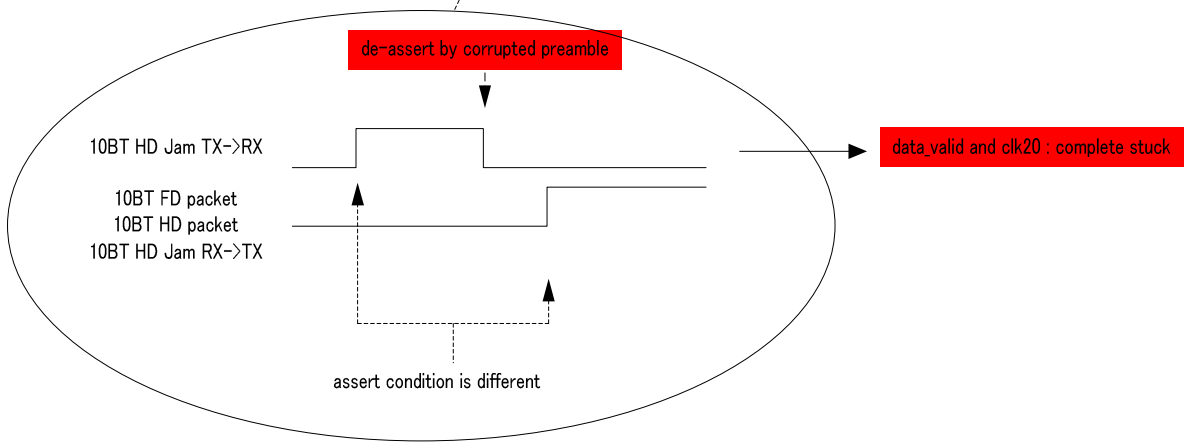 de-assert by corrupted preamble
10BT HD Jam TX->RX
data_valid and clk20 : complete stuck
10BT FD packet
10BT HD packet
10BT HD Jam RX->TX
assert condition is different